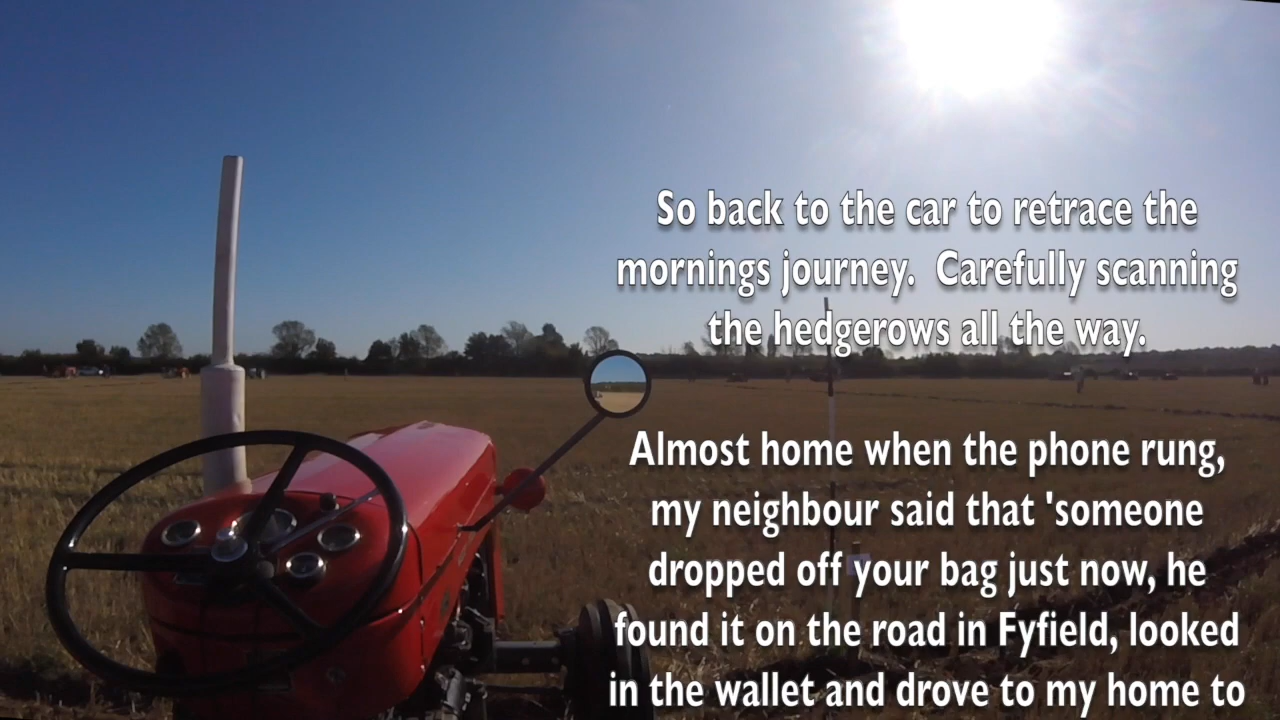 So back to the car to retrace the
mornings journey.  Carefully scanning
the hedgerows all the way.
Almost home when the phone rung,
my neighbour said that 'someone
dropped off your bag just now, he
found it on the road in Fyfield, looked
in the wallet and drove to my home to